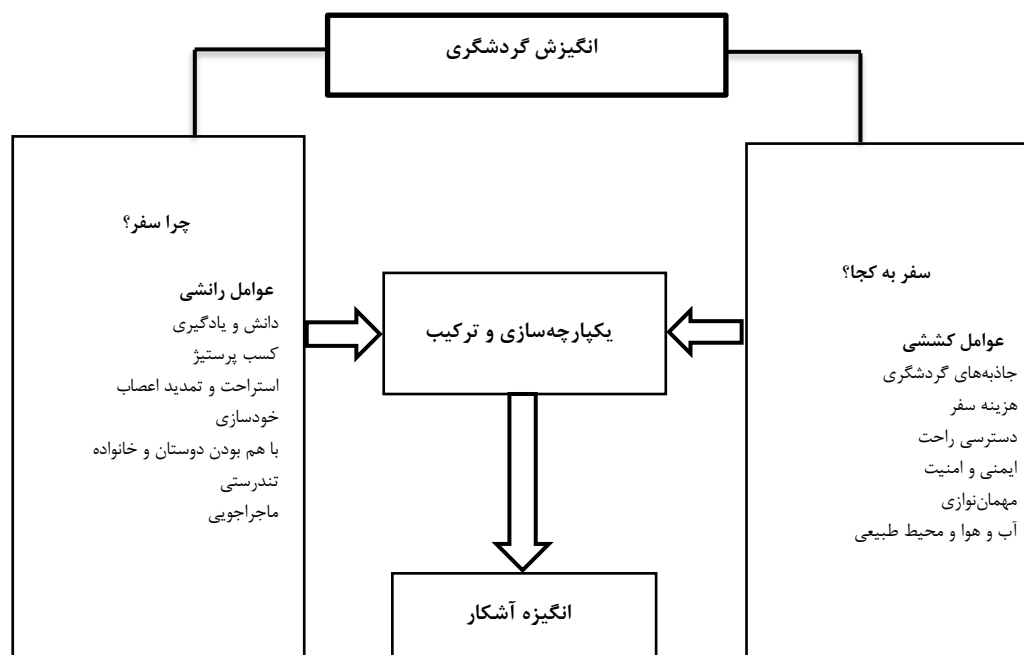 انگیزش گردشگری
سفر به کجا؟
عوامل کششی
جاذبه‌های گردشگری
هزینه سفر
دسترسی راحت
ایمنی و امنیت
مهمان‌نوازی
آب و هوا و محیط طبیعی
یکپارچه‌سازی و ترکیب
انگیزه آشکار
چرا سفر؟
عوامل رانشی
دانش و یادگیری
کسب پرستیژ
استراحت و تمدید اعصاب
خودسازی
با هم بودن دوستان و خانواده
تندرستی
ماجراجویی